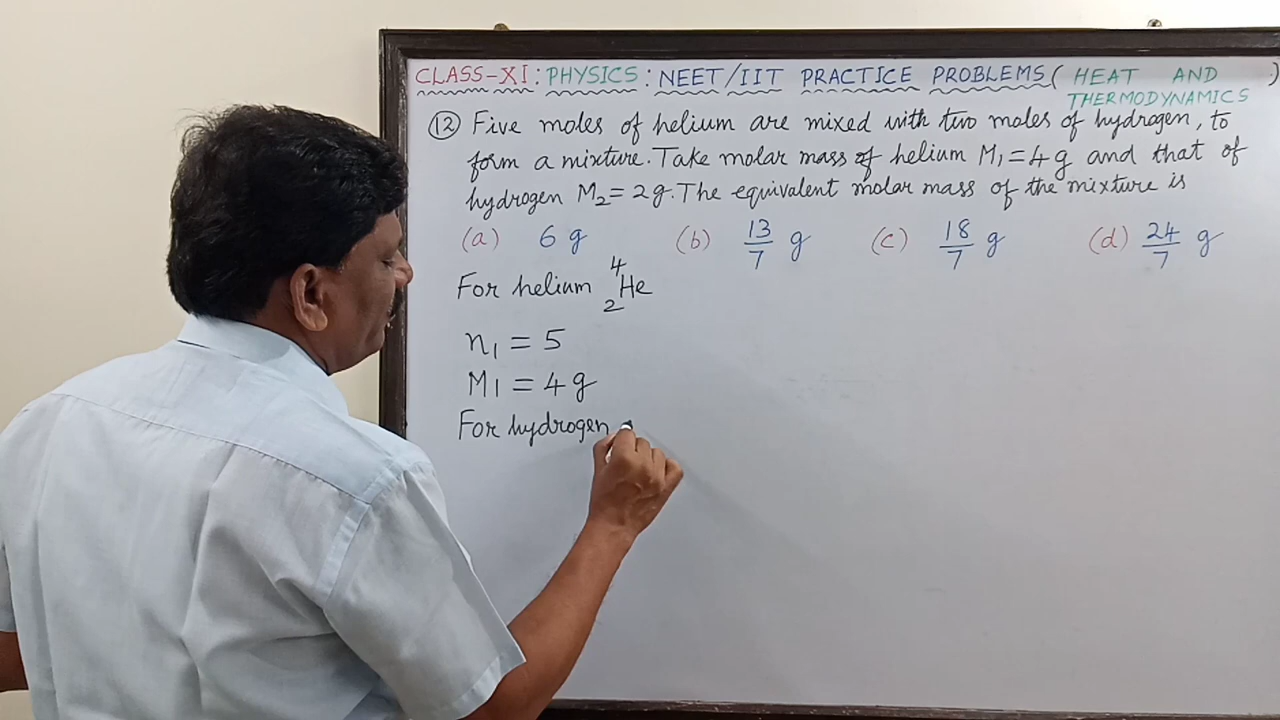 CLASS-XI: PHYSICS: NEET/IIT PRACTICE PROBLEMS( HEAT AND THERMODYNAMICS )
(12) Five moles of helium are mixed with two moles of hydrogen, to
form a mixture. Take molar mass of helium M₁=4 g and that of
hydrogen M₂=2g. The equivalent molar mass of the mixture is
(a) 6 g (b) 13/7 g (c) 18/7 g (d) 24/7 g
For helium ⁴₂He
n₁ = 5
M₁ = 4 g
For hydrogen